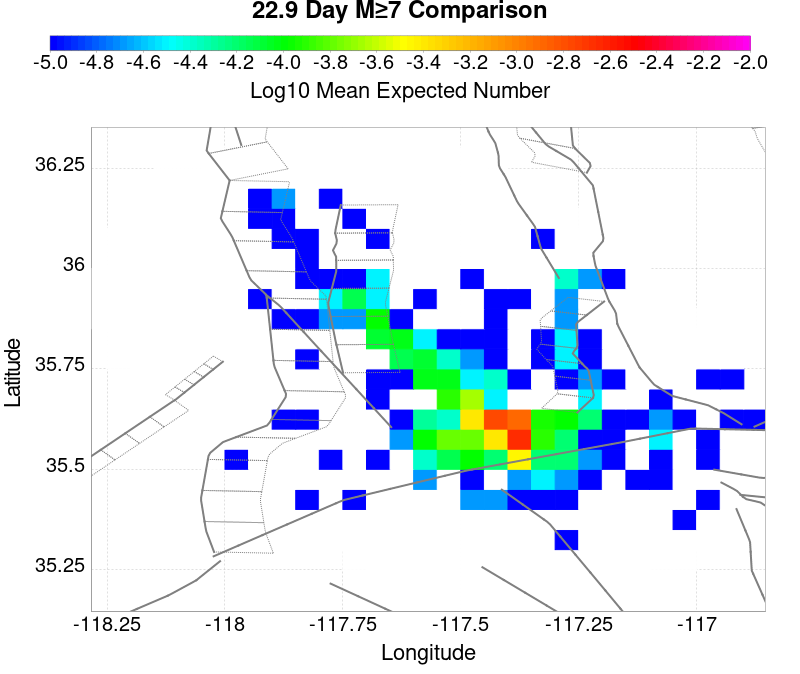 22.9 Day M≥7 Comparison
-5.0 -4.8 -4.6 -4.4 -4.2 -4.0 -3.8 -3.6 -3.4 -3.2 -3.0 -2.8 -2.6 -2.4 -2.2 -2.0
Log10 Mean Expected Number
36.25
36
35.75
35.5
35.25
Latitude
-118.25 -118 -117.75 -117.5 -117.25 -117
Longitude